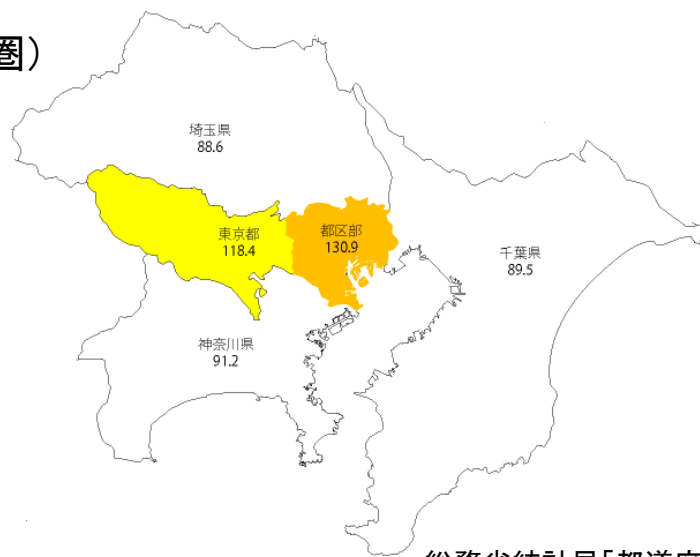 圏)
埼玉県
88.6
東京都
118.4
都区部
130.9
千葉県
89.5
神奈川県
91.2
総務省統計局「都道府